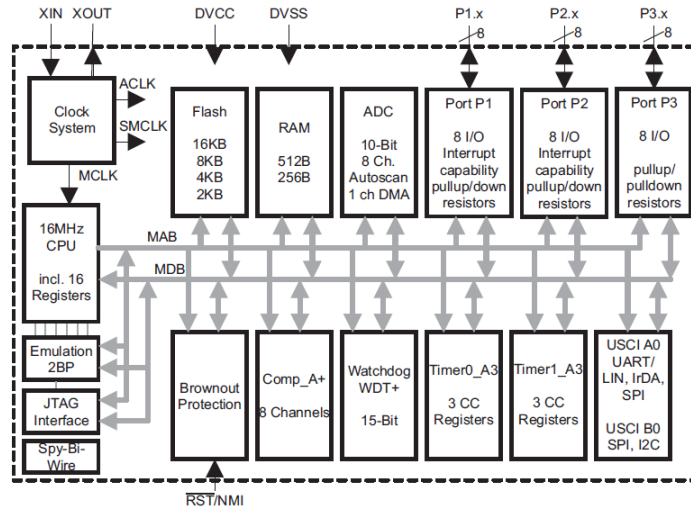 XIN XOUT DVCC DVSS P1.x P2.x P3.x
8 8 8
ACLK
Clock
System
SMCLK
MCLK
Flash
16KB
8KB
4KB
2KB
RAM
512B
256B
ADC
10-Bit
8 Ch.
Autoscan
1 ch DMA
Port P1
8 I/O
Interrupt
capability
pullup/down
resistors
Port P2
8 I/O
Interrupt
capability
pullup/down
resistors
Port P3
8 I/O
pullup/
pulldown
resistors
16MHz
CPU
incl. 16
Registers
MAB
MDB
Emulation
2BP
JTAG
Interface
Spy-Bi-
Wire
Brownout
Protection
Comp_A+
8 Channels
Watchdog
WDT+
15-Bit
Timer0_A3
3 CC
Registers
Timer1_A3
3 CC
Registers
USCI A0
UART/
LIN, IrDA,
SPI
USCI B0
SPI, I2C
RST/NMI